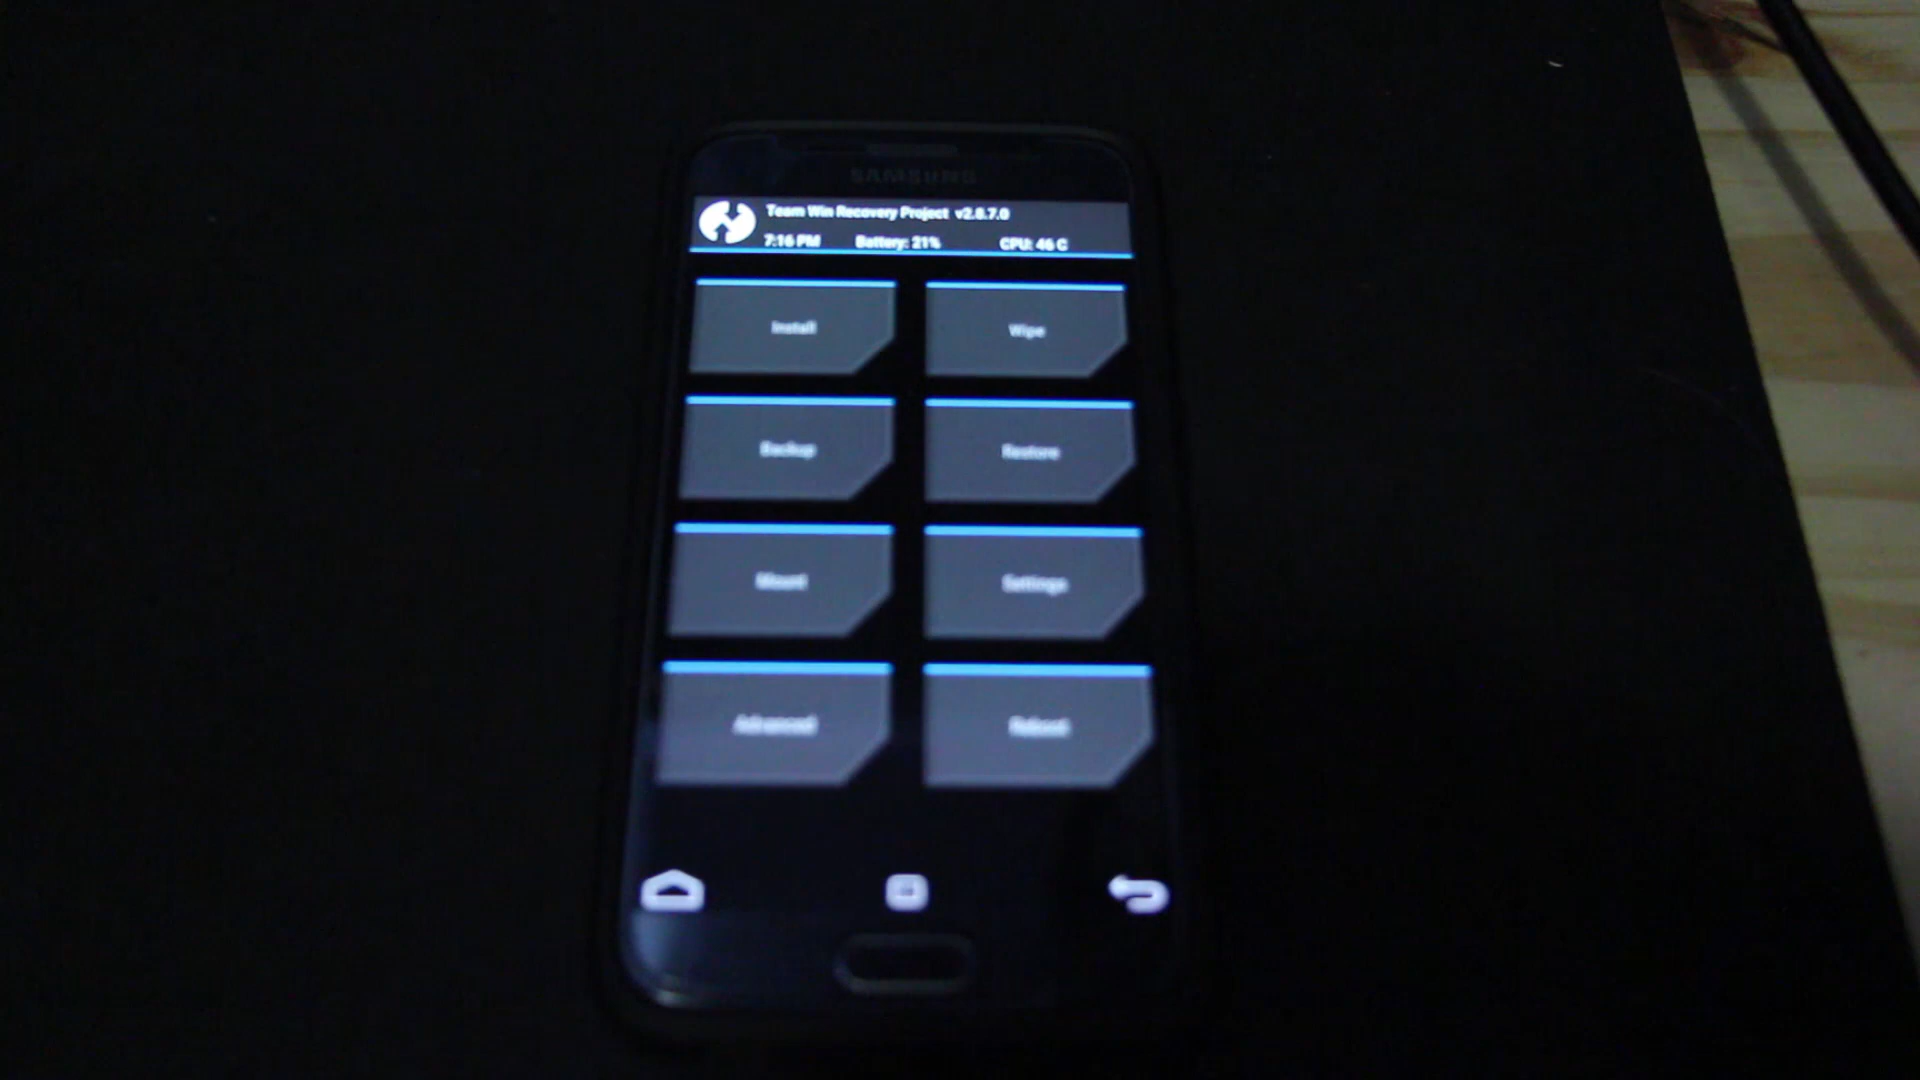 SAMSUNG
Team Win Recovery Project v2.8.7.0
7:16 PM Battery: 21% CPU: 46 C
Install Wipe
Backup Restore
Mount Settings
Advanced Reboot